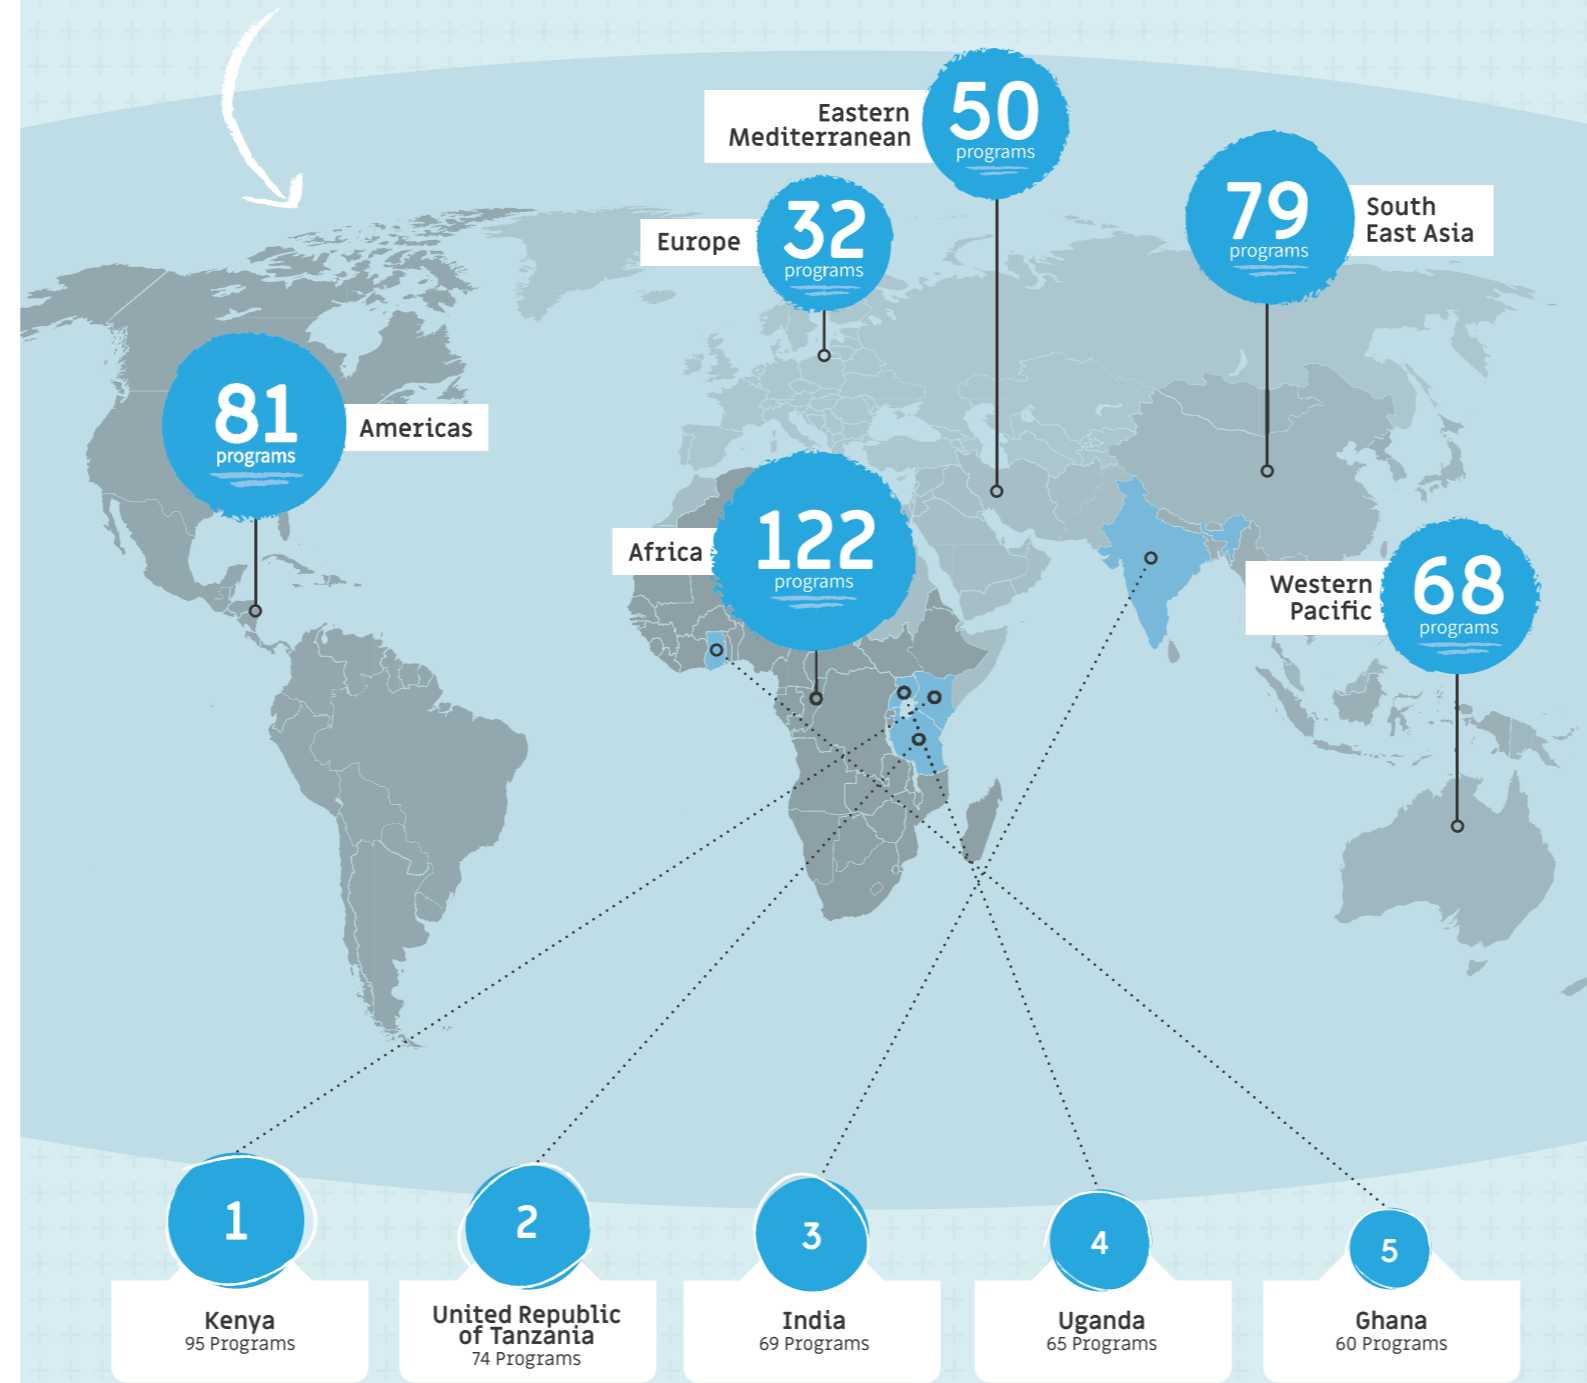 Eastern
Mediterranean
50
programs
Europe
32
programs
79
programs
South
East Asia
81
programs
Americas
Africa
122
programs
Western
Pacific
68
programs
1
Kenya
95 Programs
2
United Republic
of Tanzania
74 Programs
3
India
69 Programs
4
Uganda
65 Programs
5
Ghana
60 Programs